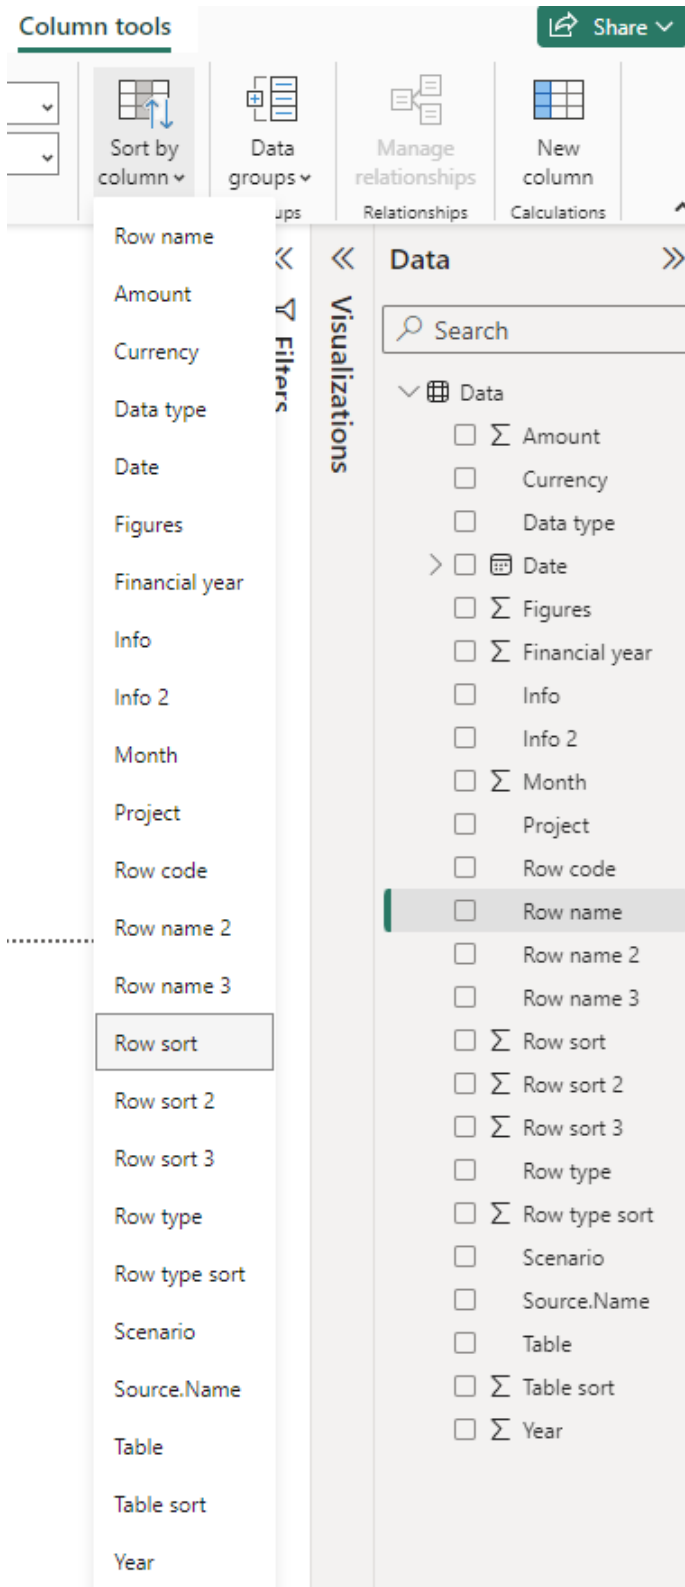 Column tools
Share
Sort by
column
Data
groups
Manage
relationships
New
column
ups
Relationships
Calculations
Row name
Amount
Currency
Data type
Date
Figures
Financial year
Info
Info 2
Month
Project
Row code
Row name 2
Row name 3
Row sort
Row sort 2
Row sort 3
Row type
Row type sort
Scenario
Source.Name
Table
Table sort
Year
Filters
Visualizations
Data
Search
Data
Amount
Currency
Data type
Date
Figures
Financial year
Info
Info 2
Month
Project
Row code
Row name
Row name 2
Row name 3
Row sort
Row sort 2
Row sort 3
Row type
Row type sort
Scenario
Source.Name
Table
Table sort
Year